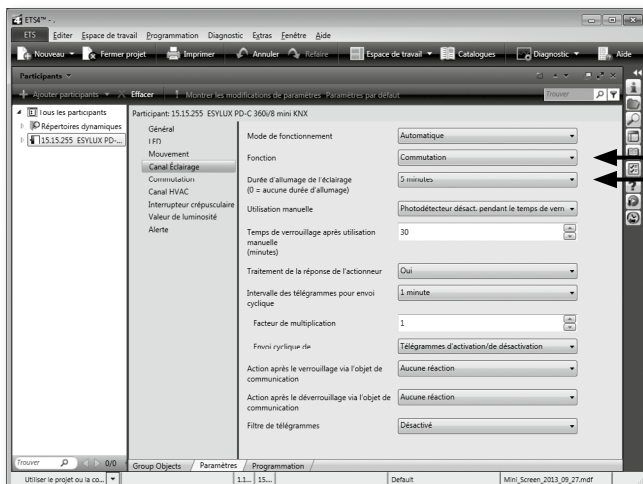 ETS4™ - .
ETS Editer Espace de travail Programmation Diagnostic Extras Fenêtre Aide
Nouveau Fermer projet Imprimer Annuler Refaire Espace de travail Catalogues Diagnostic Aide
Participants
Ajouter participants Effacer Montrer les modifications de paramètres Paramètres par défaut Trouver
Tous les participants
Répertoires dynamiques
15.15.255 ESYLUX PD-...
Participant: 15.15.255 ESYLUX PD-C 360i/8 mini KNX
Général
LED
Mouvement
Canal Éclairage
Commutation
Canal HVAC
Interrupteur crépusculaire
Valeur de luminosité
Alerte
Mode de fonctionnement Automatique
Fonction Commutation
Durée d'allumage de l'éclairage 5 minutes
(0 = aucune durée d'allumage)
Utilisation manuelle Photodétecteur désact. pendant le temps de verr
Temps de verrouillage après utilisation 30
manuelle
(minutes)
Traitement de la réponse de l'actionneur Oui
Intervalle des télégrammes pour envoi 1 minute
cyclique
Facteur de multiplication 1
Envoi cyclique de Télégrammes d'activation/de désactivation
Action après le verrouillage via l'objet de Aucune réaction
communication
Action après le déverrouillage via l'objet de Aucune réaction
communication
Filtre de télégrammes Désactivé
Trouver 0/0
Group Objects Paramètres Programmation
Utiliser le projet ou la co... 1.1... 15... Default Mini_Screen_2013_09_27.mdf